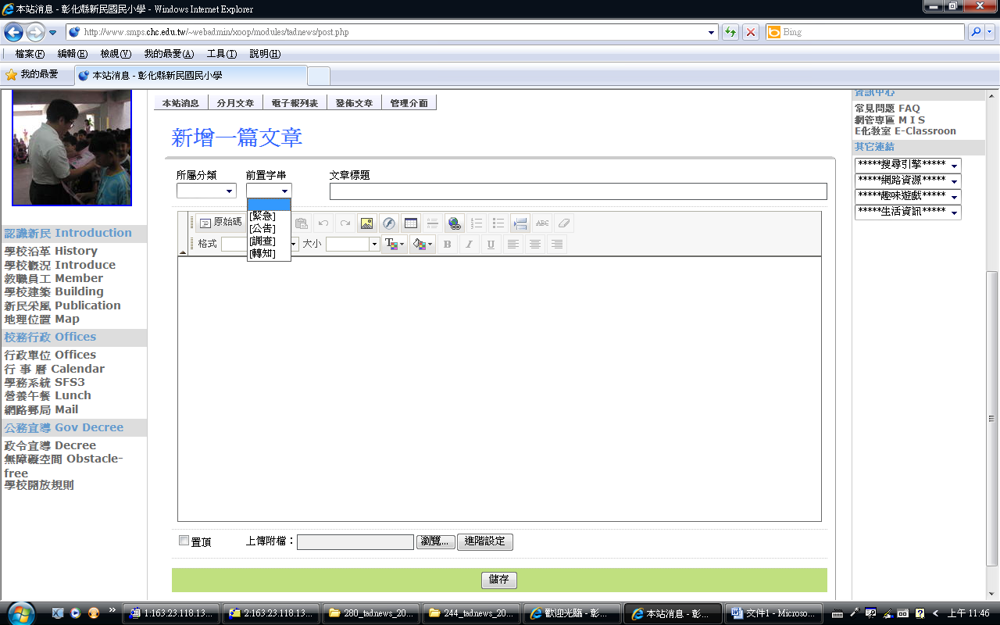 本站消息 - 彰化縣新民國民小學 - Windows Internet Explorer
http://www.smps.chc.edu.tw/~webadmin/xoop/modules/tadnews/post.php
Bing
檔案(F) 編輯(E) 檢視(V) 我的最愛(A) 工具(T) 說明(H)
我的最愛 本站消息 - 彰化縣新民國民小學
本站消息 分月文章 電子報列表 發佈文章 管理介面
新增一篇文章
所屬分類 前置字串 文章標題
[緊急]
[公告]
[調查]
[轉知]
原始碼
ABC
格式 大小
B I U
置頂 上傳附檔： 瀏覽... 進階設定
儲存
認識新民 Introduction
學校沿革 History
學校概況 Introduce
教職員工 Member
學校建築 Building
新民采風 Publication
地理位置 Map
校務行政 Offices
行政單位 Offices
行 事 曆 Calendar
學務系統 SFS3
營養午餐 Lunch
網路郵局 Mail
公務宣導 Gov Decree
政令宣導 Decree
無障礙空間 Obstacle-
free
學校開放規則
資訊中心
常見問題 FAQ
網管專區 M I S
E化教室 E-Classroon
其它連結
*****搜尋引擎*****
*****網路資源*****
*****趣味遊戲*****
*****生活資訊*****
1:163.23.118.13... 2:163.23.118.13... 280_tadnews_20... 244_tadnews_20... 歡迎光臨 - 彰... 本站消息 - 彰... 文件1 - Microso... 上午 11:46